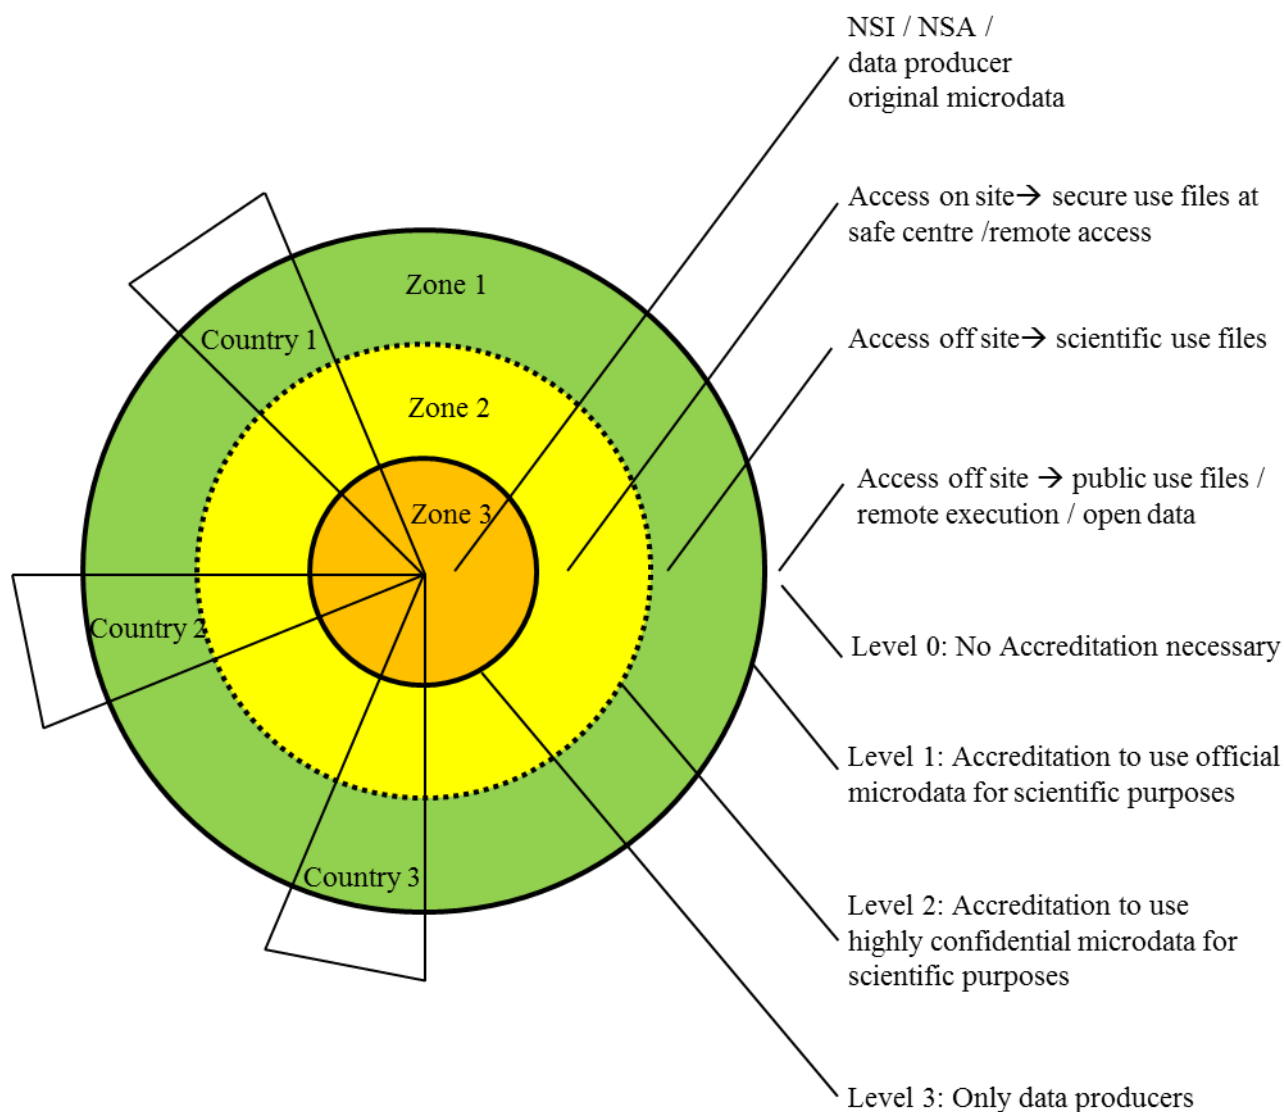 NSI / NSA /
data producer
original microdata
Access on site→ secure use files at
safe centre /remote access
Zone 1
Country 1
Access off site→ scientific use files
Zone 2
Access off site → public use files /
remote execution / open data
Zone 3
Country 2
Level 0: No Accreditation necessary
Level 1: Accreditation to use official
microdata for scientific purposes
Country 3
Level 2: Accreditation to use
highly confidential microdata for
scientific purposes
Level 3: Only data producers